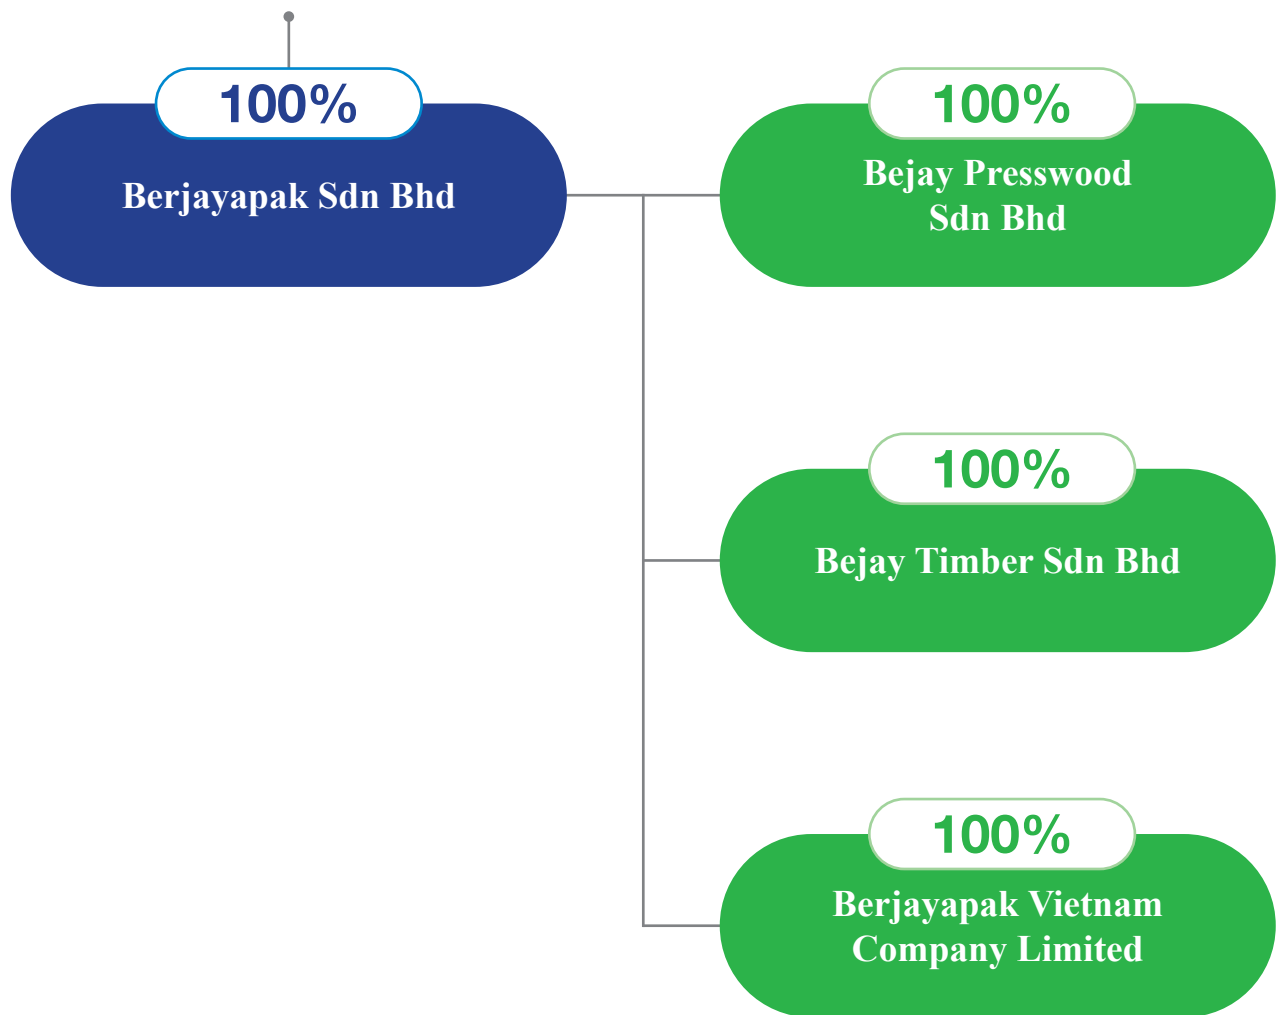 100%
Berjayapak Sdn Bhd
100%
Bejay Presswood
Sdn Bhd
100%
Bejay Timber Sdn Bhd
100%
Berjayapak Vietnam
Company Limited